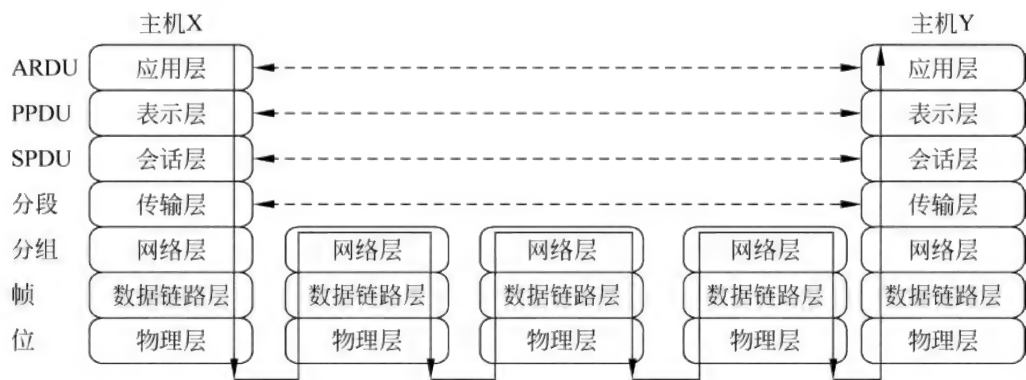 主机X 主机Y
ARDU 应用层 应用层
PPDU 表示层 表示层
SPDU 会话层 会话层
分段 传输层 传输层
分组 网络层 网络层 网络层 网络层 网络层
帧 数据链路层 数据链路层 数据链路层 数据链路层 数据链路层
位 物理层 物理层 物理层 物理层 物理层